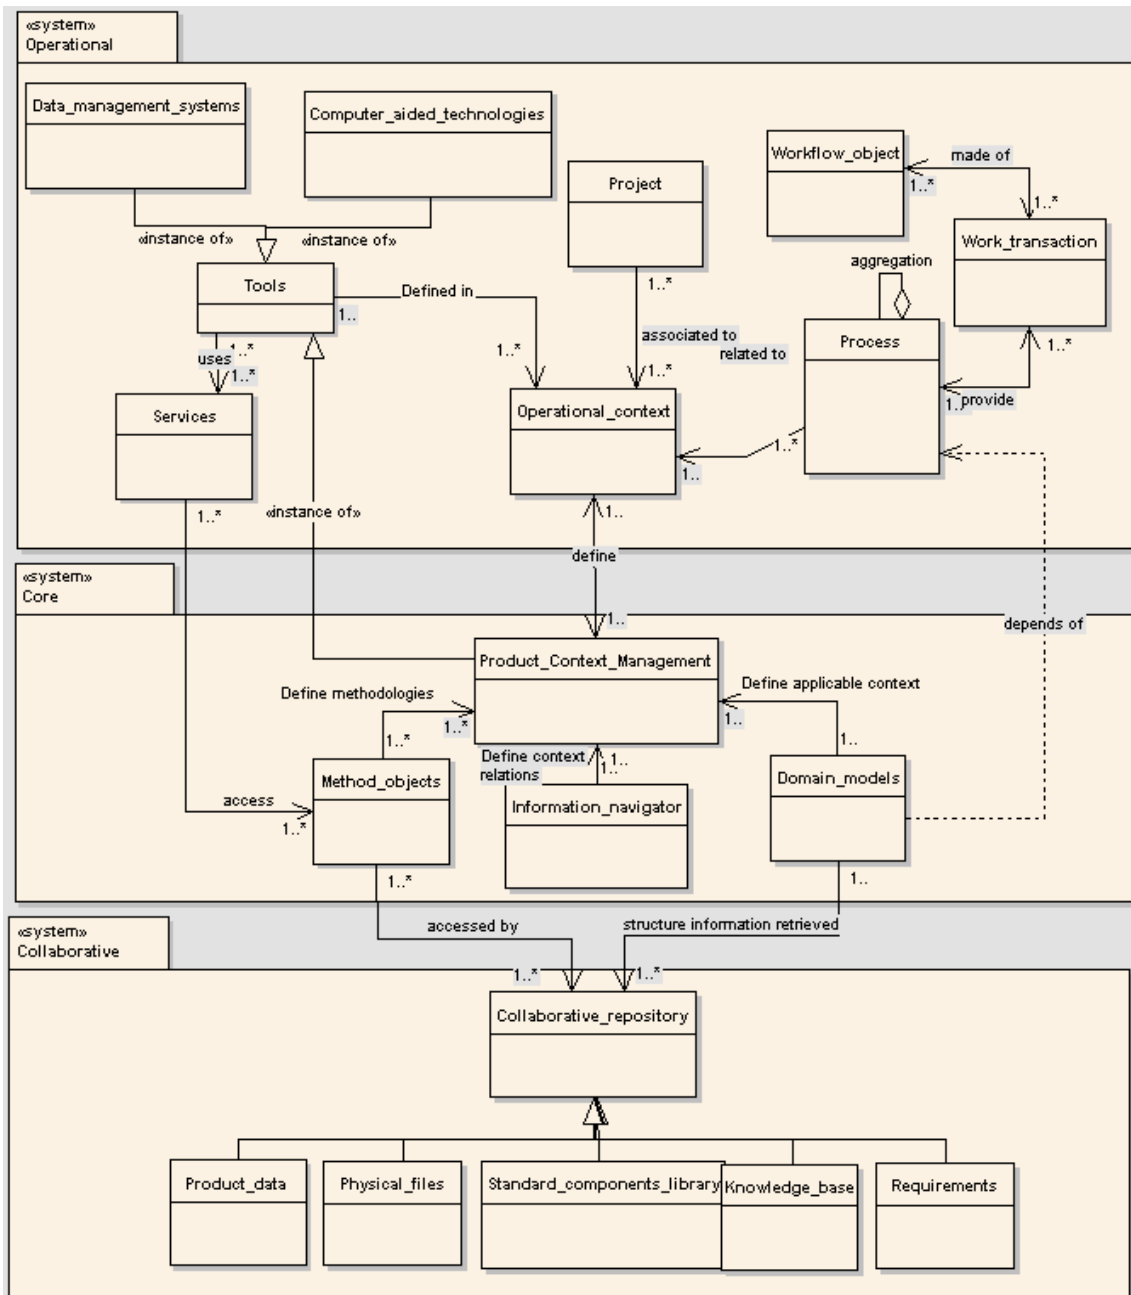 «system»
Operational
Data_management_systems
Computer_aided_technologies
Workflow_object
made of
1..*
1..*
Project
Work_transaction
«instance of»
«instance of»
aggregation
Tools
Defined in
1..
1..*
1..*
associated to
related to
Process
1..*
uses
1..*
1..*
1..*
1..
provide
Services
Operational_context
1..*
1..
1..*
«instance of»
1..
define
«system»
Core
1..
depends of
Product_Context_Management
Define methodologies
Define applicable context
1..*
1..
1..*
Define context
relations
1..
1..
1..
Method_objects
Domain_models
Information_navigator
access
1..*
1..*
1..
«system»
Collaborative
accessed by
structure information retrieved
1..*
1..*
Collaborative_repository
Product_data
Physical_files
Standard_components_library
Knowledge_base
Requirements